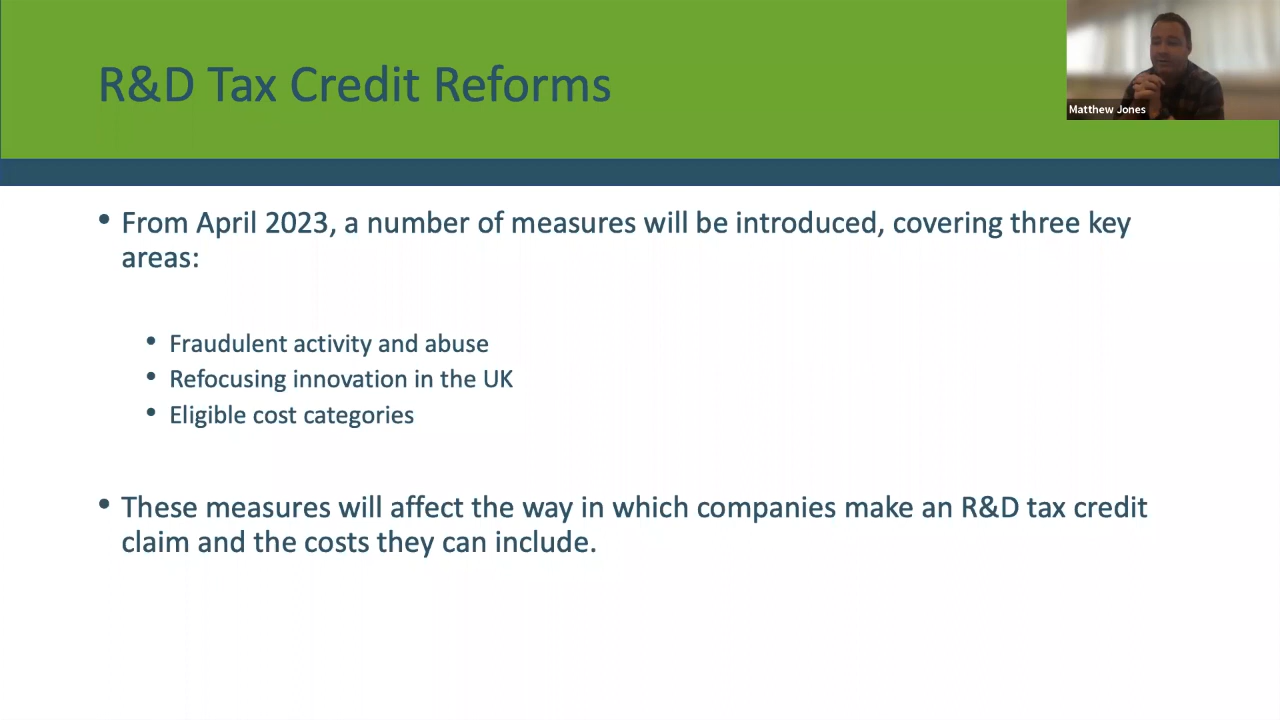 R&D Tax Credit Reforms
Matthew Jones
• From April 2023, a number of measures will be introduced, covering three key
areas:
• Fraudulent activity and abuse
• Refocusing innovation in the UK
• Eligible cost categories
• These measures will affect the way in which companies make an R&D tax credit
claim and the costs they can include.